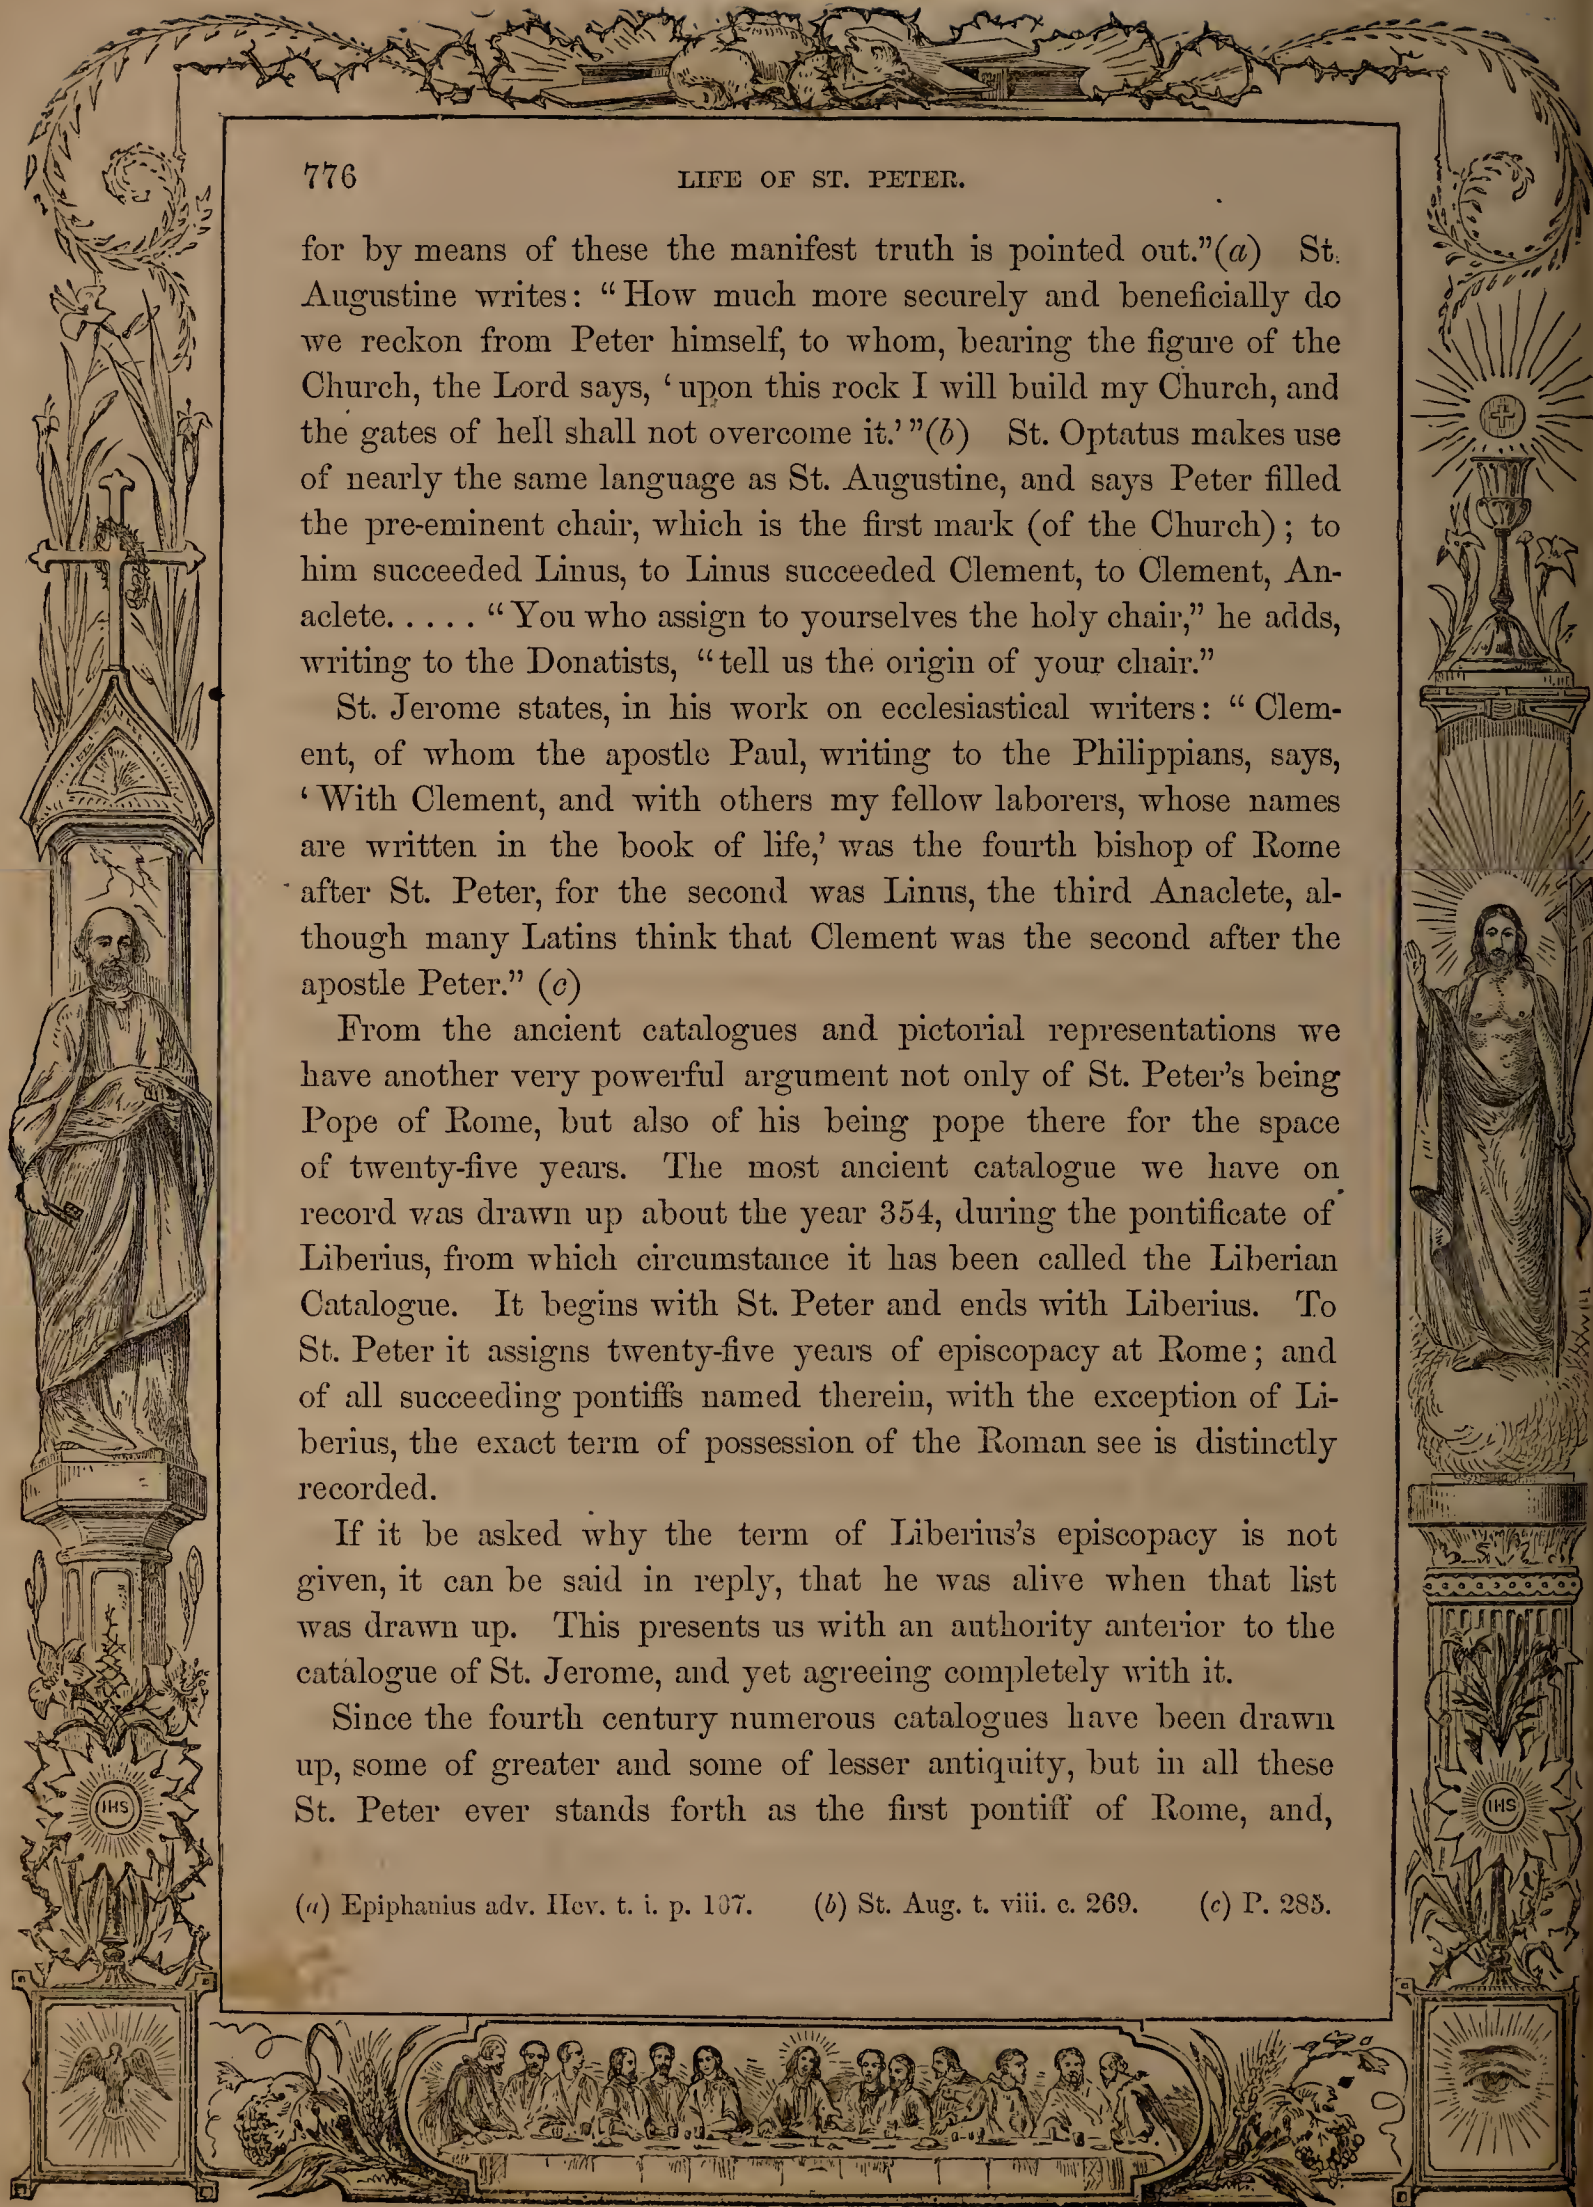 776 LIFE OF ST. PETER.
for by means of these the manifest truth is pointed out.”(a) St.
Augustine writes: “How much more securely and beneficially do
we reckon from Peter himself, to whom, bearing the figure of the
Church, the Lord says, ‘upon this rock I will build my Church, and
the gates of hell shall not overcome it.’”(b) St. Optatus makes use
of nearly the same language as St. Augustine, and says Peter filled
the pre-eminent chair, which is the first mark (of the Church); to
him succeeded Linus, to Linus succeeded Clement, to Clement, An-
aclete..... “You who assign to yourselves the holy chair,” he adds,
writing to the Donatists, “tell us the origin of your chair.”
St. Jerome states, in his work on ecclesiastical writers: “Clem-
ent, of whom the apostle Paul, writing to the Philippians, says,
‘With Clement, and with others my fellow laborers, whose names
are written in the book of life,’ was the fourth bishop of Rome
after St. Peter, for the second was Linus, the third Anaclete, al-
though many Latins think that Clement was the second after the
apostle Peter.” (c)
From the ancient catalogues and pictorial representations we
have another very powerful argument not only of St. Peter’s being
Pope of Rome, but also of his being pope there for the space
of twenty-five years. The most ancient catalogue we have on
record was drawn up about the year 354, during the pontificate of
Liberius, from which circumstance it has been called the Liberian
Catalogue. It begins with St. Peter and ends with Liberius. To
St. Peter it assigns twenty-five years of episcopacy at Rome; and
of all succeeding pontiffs named therein, with the exception of Li-
berius, the exact term of possession of the Roman see is distinctly
recorded.
If it be asked why the term of Liberius’s episcopacy is not
given, it can be said in reply, that he was alive when that list
was drawn up. This presents us with an authority anterior to the
catalogue of St. Jerome, and yet agreeing completely with it.
Since the fourth century numerous catalogues have been drawn
up, some of greater and some of lesser antiquity, but in all these
St. Peter ever stands forth as the first pontiff of Rome, and,
(a) Epiphanius adv. Hev. t. i. p. 107. (b) St. Aug. t. viii. c. 269. (c) P. 285.
IHS
IHS